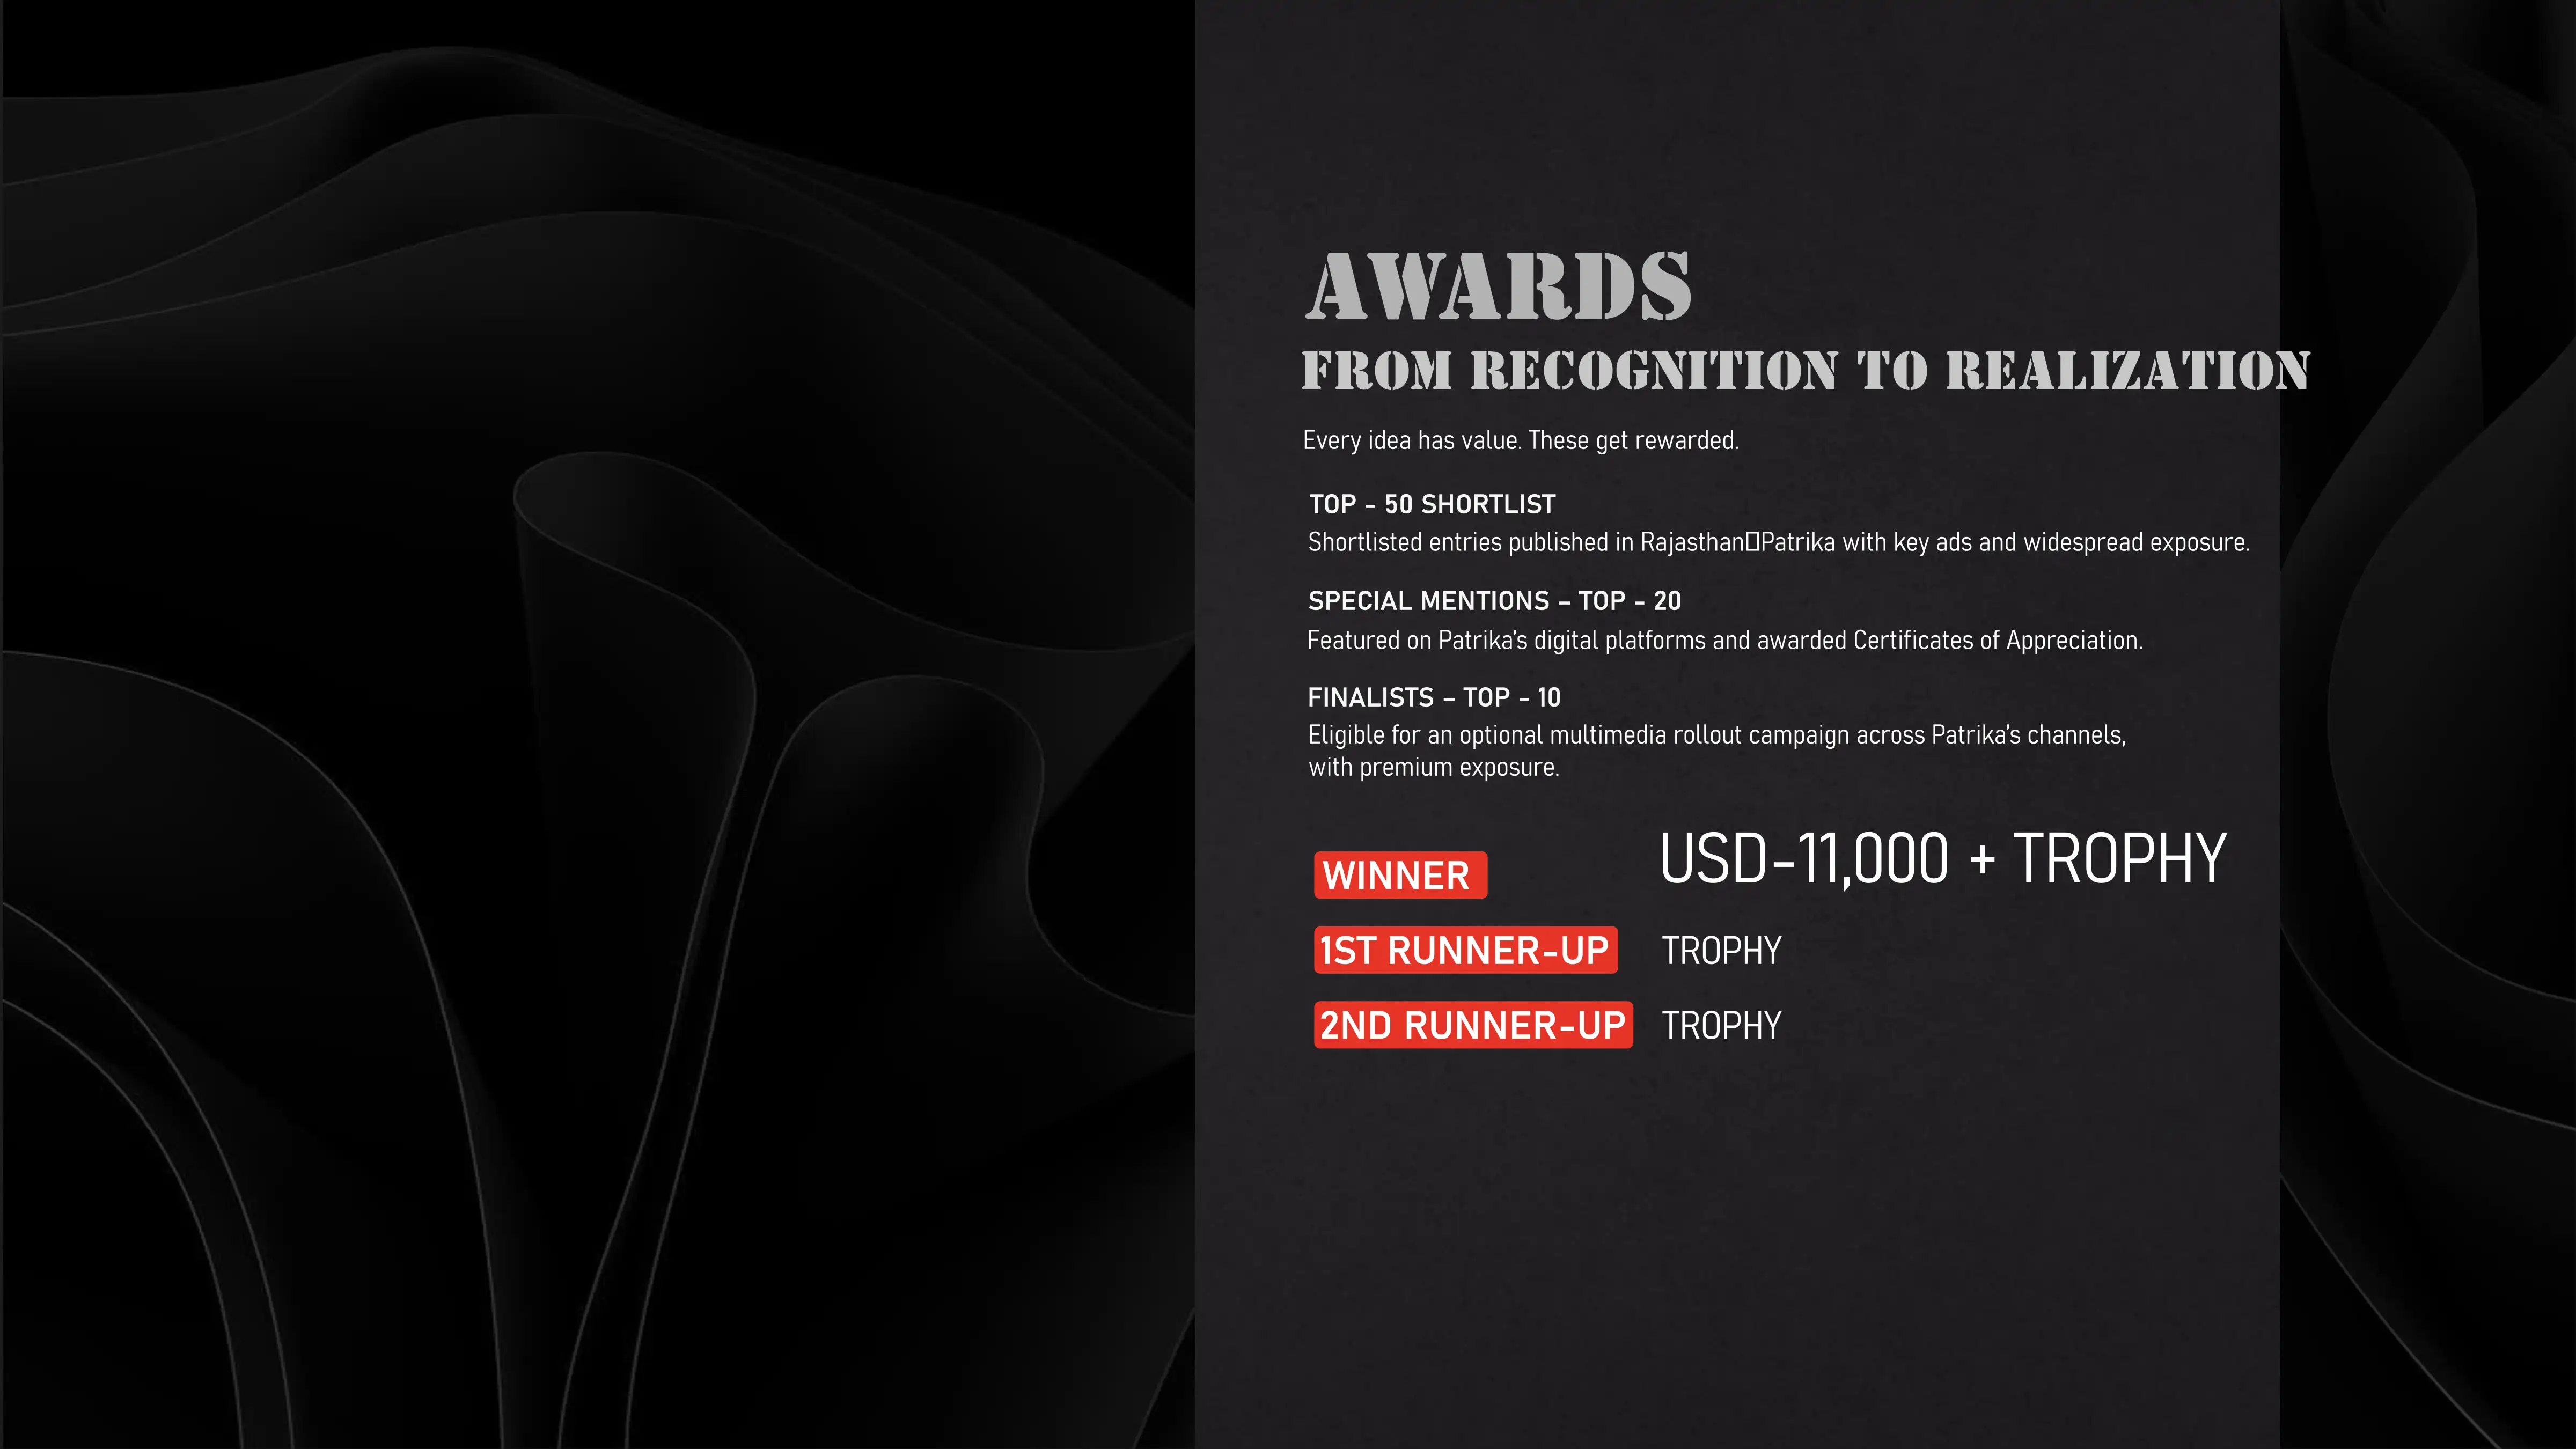 AWARDS
FROM RECOGNITION TO REALIZATION
Every idea has value. These get rewarded.
TOP - 50 SHORTLIST
Shortlisted entries published in Rajasthan□Patrika with key ads and widespread exposure.
SPECIAL MENTIONS – TOP - 20
Featured on Patrika’s digital platforms and awarded Certificates of Appreciation.
FINALISTS – TOP - 10
Eligible for an optional multimedia rollout campaign across Patrika’s channels,
with premium exposure.
WINNER USD-11,000 + TROPHY
1ST RUNNER-UP TROPHY
2ND RUNNER-UP TROPHY